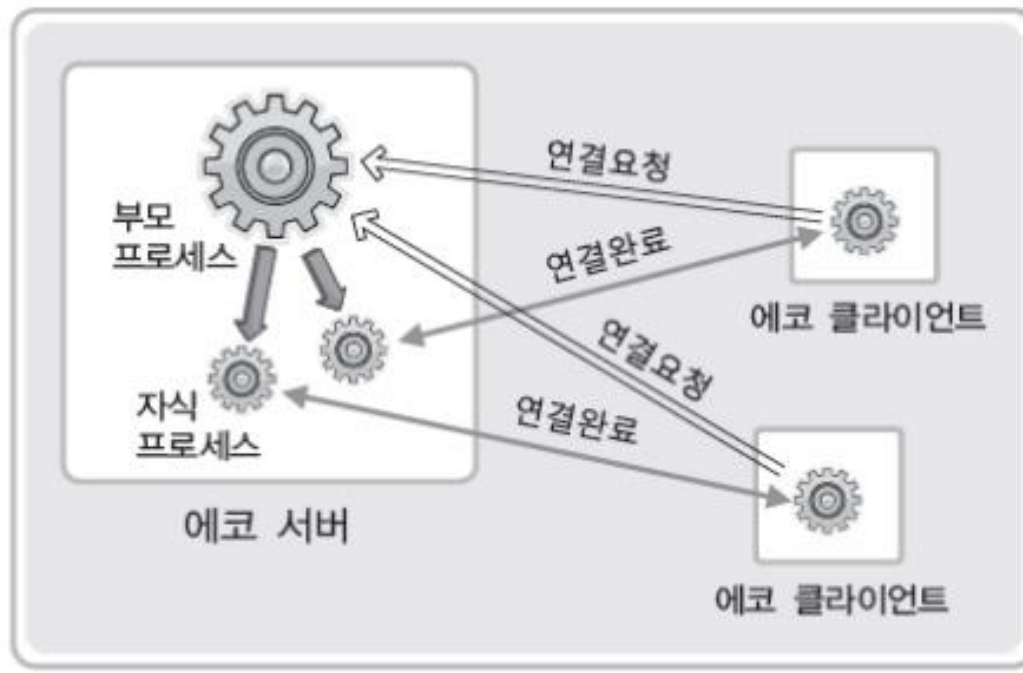 연결요청
부모
프로세스
연결완료
에코 클라이언트
연결요청
자식
프로세스
연결완료
에코 서버
에코 클라이언트